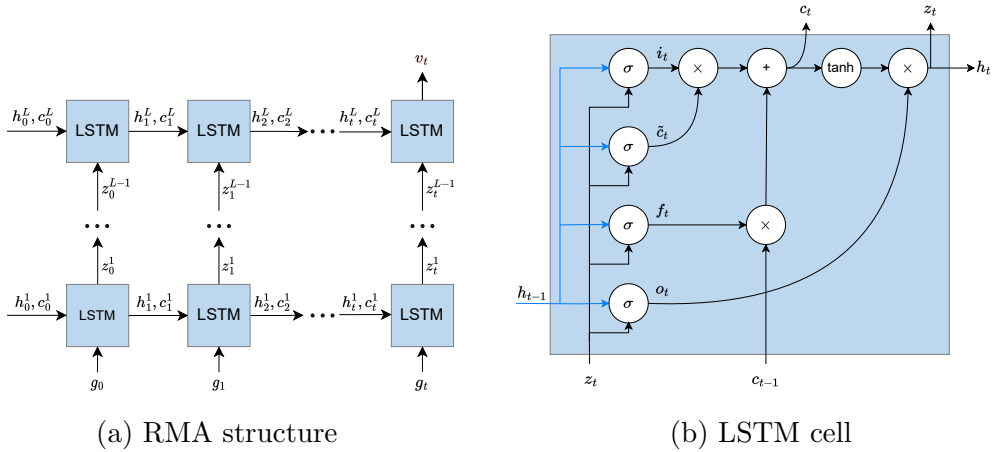 v_t
h_0^L, c_0^L LSTM h_1^L, c_1^L LSTM h_2^L, c_2^L ••• h_t^L, c_t^L LSTM
z_0^{L-1} z_1^{L-1} z_t^{L-1}
••• ••• •••
z_0^1 z_1^1 z_t^1
h_0^1, c_0^1 LSTM h_1^1, c_1^1 LSTM h_2^1, c_2^1 ••• h_t^1, c_t^1 LSTM
g_0 g_1 g_t
(a) RMA structure
c_t z_t
σ i_t × + tanh × h_t
σ c̃_t
σ f_t ×
h_{t-1} σ o_t
z_t c_{t-1}
(b) LSTM cell